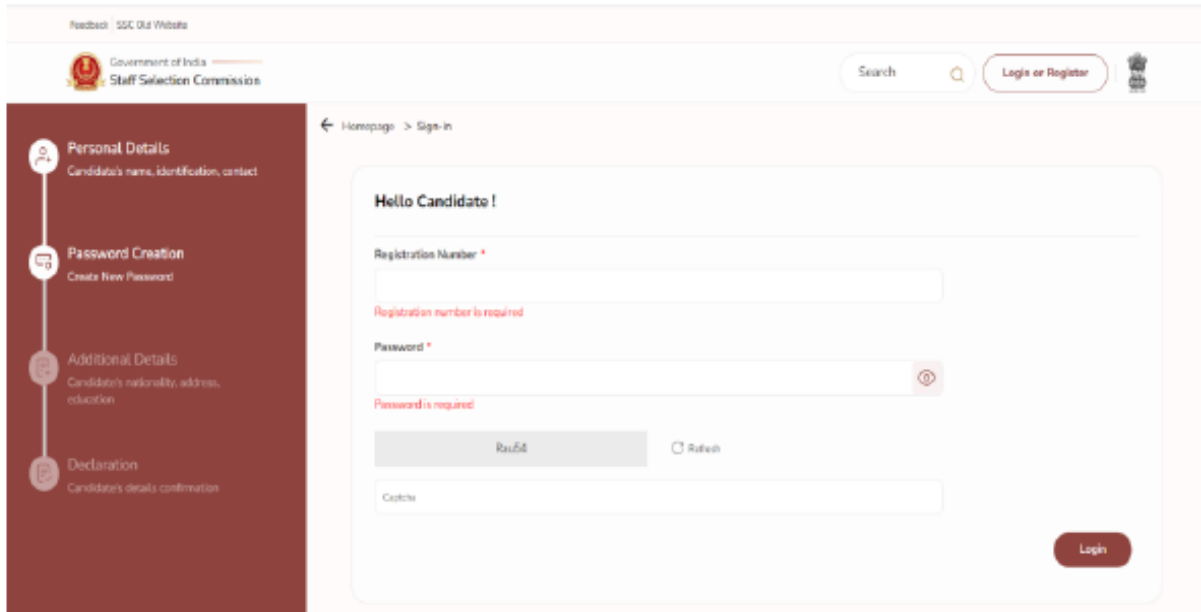 Feedback SSC Old Website
Government of India
Staff Selection Commission
Search
Login or Register
Homepage > Sign-in
Personal Details
Candidate's name, identification, contact
Password Creation
Create New Password
Additional Details
Candidate's nationality, address,
education
Declaration
Candidate's details confirmation
Hello Candidate !
Registration Number *
Registration number is required
Password *
Password is required
Refresh
Captcha
Login